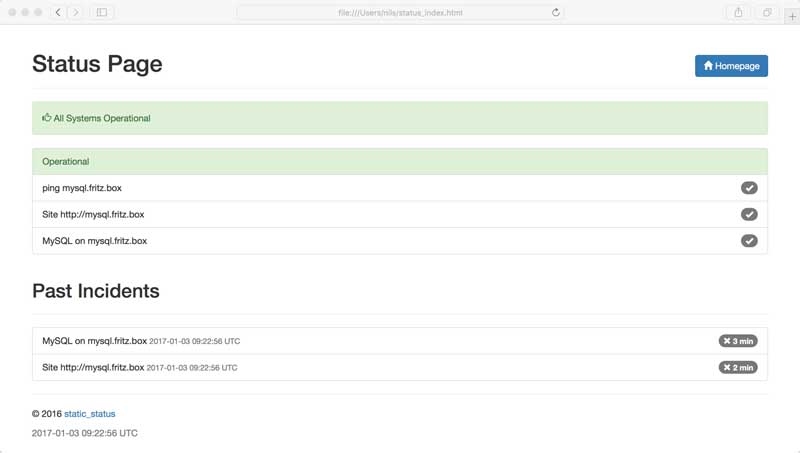 file:///Users/nils/status_index.html
Status Page
Homepage
All Systems Operational
Operational
ping mysql.fritz.box
Site http://mysql.fritz.box
MySQL on mysql.fritz.box
Past Incidents
MySQL on mysql.fritz.box 2017-01-03 09:22:56 UTC 3 min
Site http://mysql.fritz.box 2017-01-03 09:22:56 UTC 2 min
© 2016 static_status
2017-01-03 09:22:56 UTC